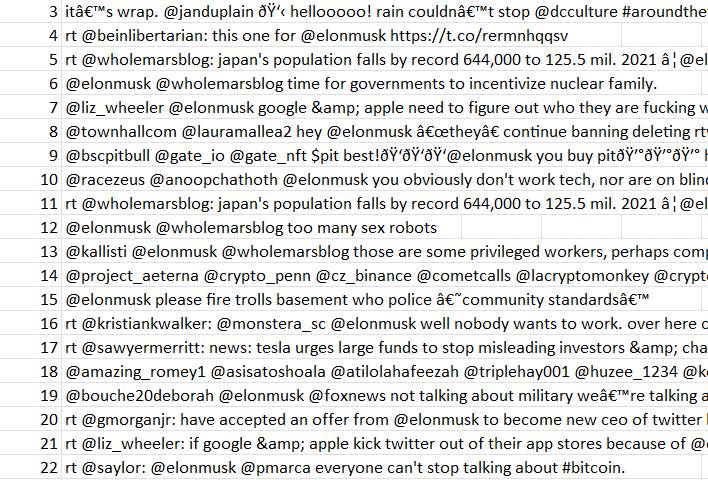 3 itâ€™s wrap. @janduplain ðŸ‘‹ hellooooo! rain couldnâ€™t stop @dcculture #aroundthe
4 rt @beinlibertarian: this one for @elonmusk https://t.co/rermnhqqsv
5 rt @wholemarsblog: japan's population falls by record 644,000 to 125.5 mil. 2021 â¦@el
6 @elonmusk @wholemarsblog time for governments to incentivize nuclear family.
7 @liz_wheeler @elonmusk google &amp; apple need to figure out who they are fucking w
8 @townhallcom @lauramallea2 hey @elonmusk â€œtheyâ€ continue banning deleting rtv
9 @bscpitbull @gate_io @gate_nft $pit best!ðŸ‘ðŸ‘ðŸ‘@elonmusk you buy pitðŸ’°ðŸ’°ðŸ’° h
10 @racezeus @anoopchathoth @elonmusk you obviously don't work tech, nor are on blind
11 rt @wholemarsblog: japan's population falls by record 644,000 to 125.5 mil. 2021 â¦@el
12 @elonmusk @wholemarsblog too many sex robots
13 @kallisti @elonmusk @wholemarsblog those are some privileged workers, perhaps comp
14 @project_aeterna @crypto_penn @cz_binance @cometcalls @lacryptomonkey @crypt
15 @elonmusk please fire trolls basement who police â€˜community standardsâ€™
16 rt @kristiankwalker: @monstera_sc @elonmusk well nobody wants to work. over here c
17 rt @sawyermerritt: news: tesla urges large funds to stop misleading investors &amp; cha
18 @amazing_romey1 @asisatoshoala @atilolahafeezah @triplehay001 @huzee_1234 @k
19 @bouche20deborah @elonmusk @foxnews not talking about military weâ€™re talking a
20 rt @gmorganjr: have accepted an offer from @elonmusk to become new ceo of twitter
21 rt @liz_wheeler: if google &amp; apple kick twitter out of their app stores because of @
22 rt @saylor: @elonmusk @pmarca everyone can't stop talking about #bitcoin.